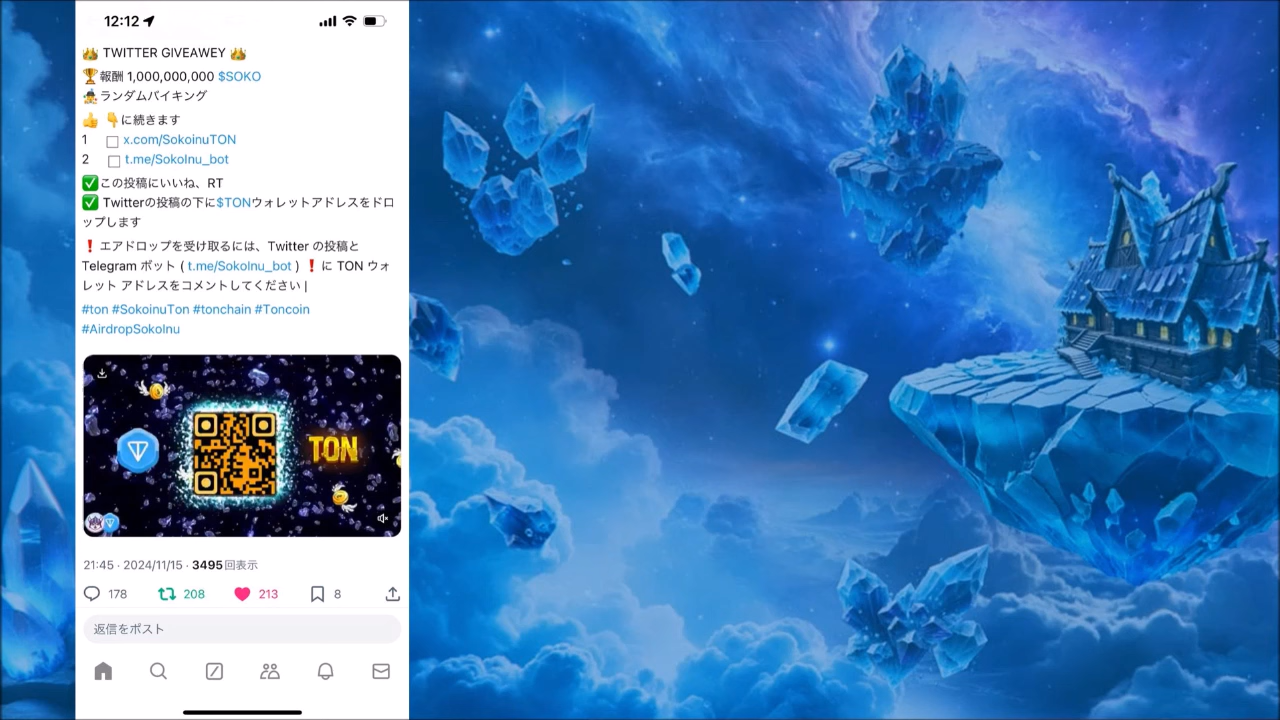 12:12
👑 TWITTER GIVEAWEY 👑
🏆報酬 1,000,000,000 $SOKO
ランダムバイキング
👍 👇に続きます
1 □ x.com/SokoinuTON
2 □ t.me/SokoInu_bot
✅この投稿にいいね、RT
✅ Twitterの投稿の下に$TONウォレットアドレスをドロ
ップします
❗ エアドロップを受け取るには、Twitter の投稿と
Telegram ボット ( t.me/SokoInu_bot ) ❗ に TON ウォ
レット アドレスをコメントしてください |
#ton #SokoinuTon #tonchain #Toncoin
#AirdropSokoInu
TON
21:45 · 2024/11/15 · 3495回表示
178 208 213 8
返信をポスト